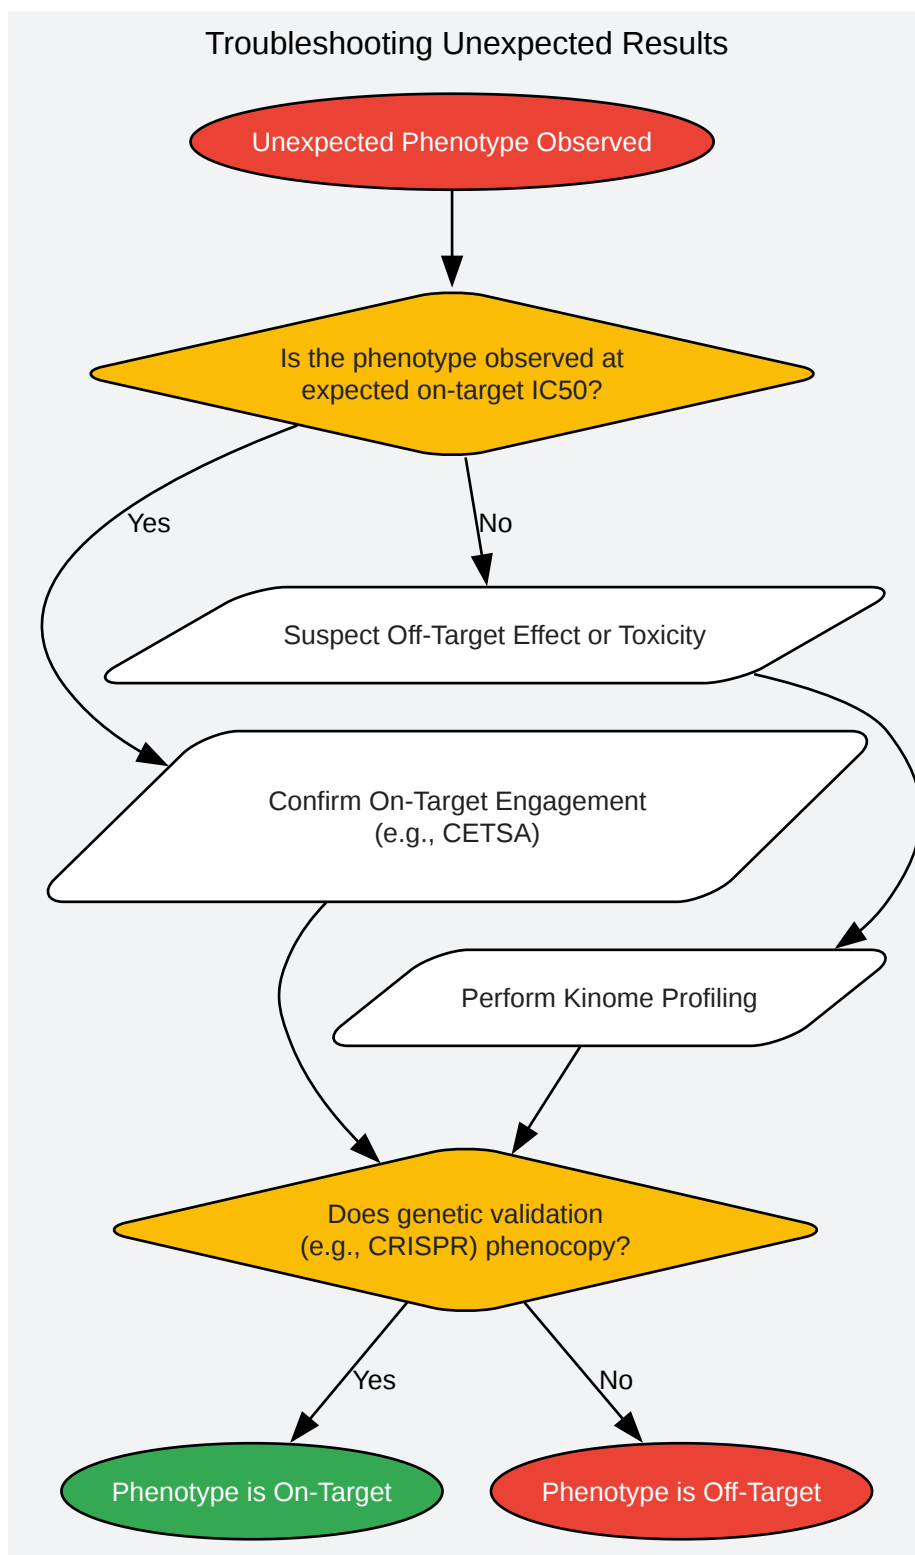 Troubleshooting Unexpected Results
Unexpected Phenotype Observed
Is the phenotype observed at
expected on-target IC50?
Yes
No
Suspect Off-Target Effect or Toxicity
Confirm On-Target Engagement
(e.g., CETSA)
Perform Kinome Profiling
Does genetic validation
(e.g., CRISPR) phenocopy?
Yes
No
Phenotype is On-Target
Phenotype is Off-Target